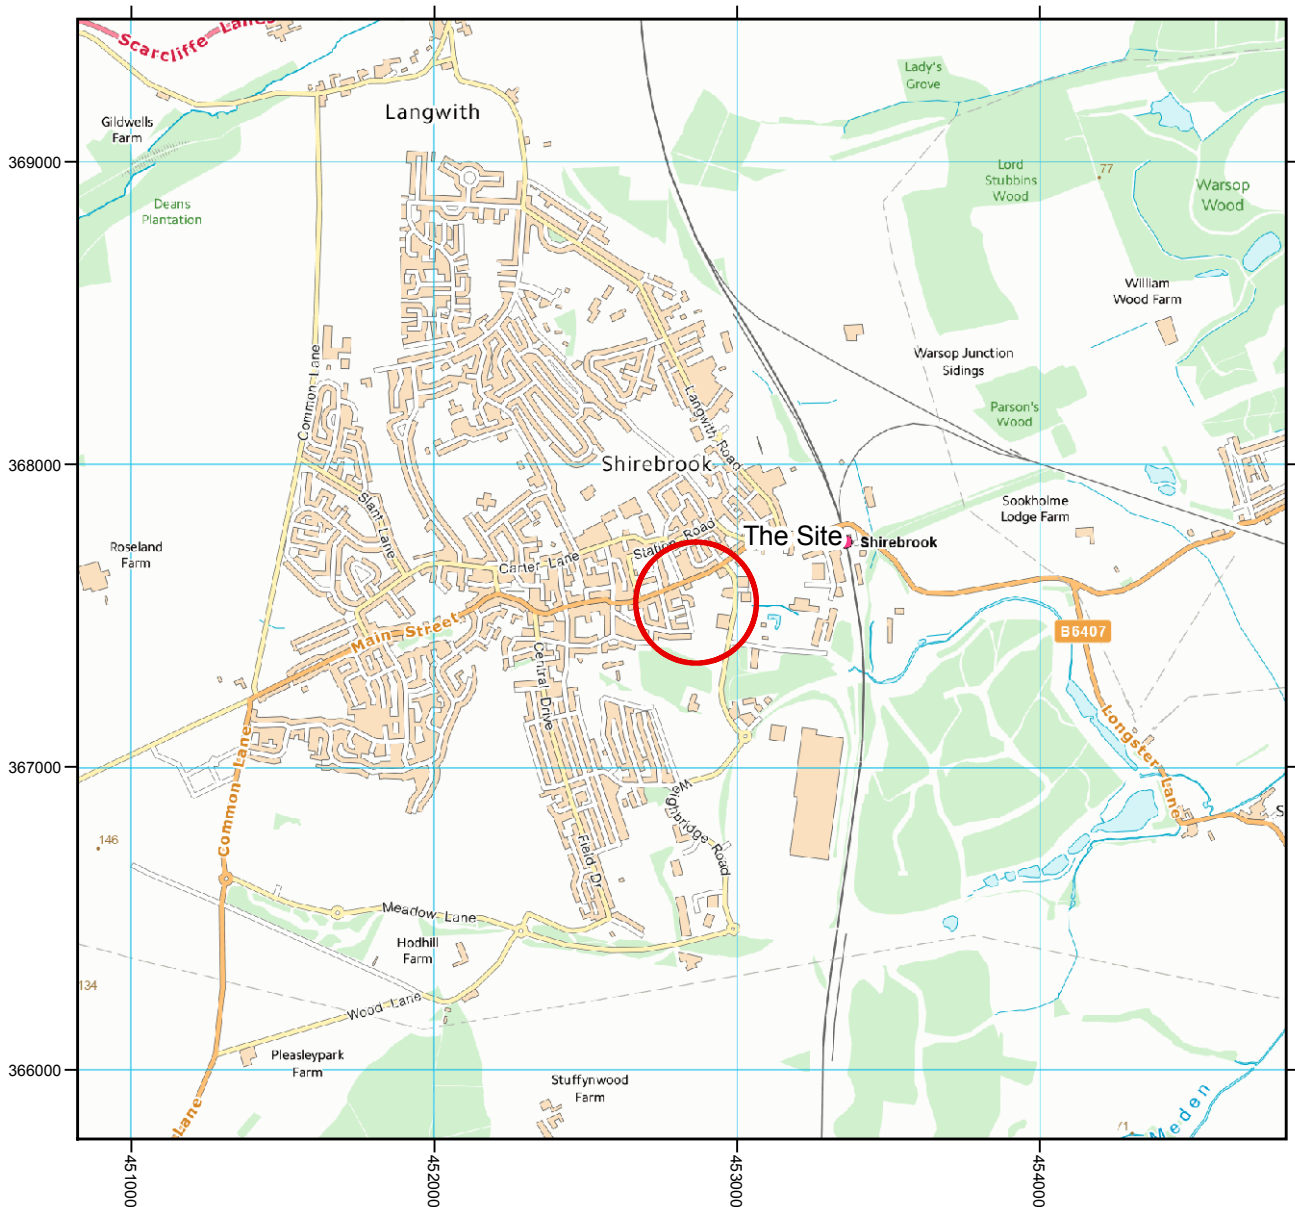 Scarcliffe Lanes
Lady's
Grove
Langwith
Gildwells
Farm
369000
Lord
Stubbins
Wood
77
Warsop
Wood
Deans
Plantation
William
Wood Farm
Common Lane
Warsop Junction
Sidings
Langwith Road
Parson's
Wood
368000
Shirebrook
Slant Lane
Sookholme
Lodge Farm
Station Road
The Site
Shirebrook
Roseland
Farm
Carter Lane
Main Street
B6407
Central Drive
Longster Lane
Common Lane
367000
Weighbridge Road
S
146
Field Dr
Meadow Lane
Hodhill
Farm
134
Wood Lane
Pleasleypark
Farm
366000
Stuffynwood
Farm
Lane
71
Meden
451000
452000
453000
454000